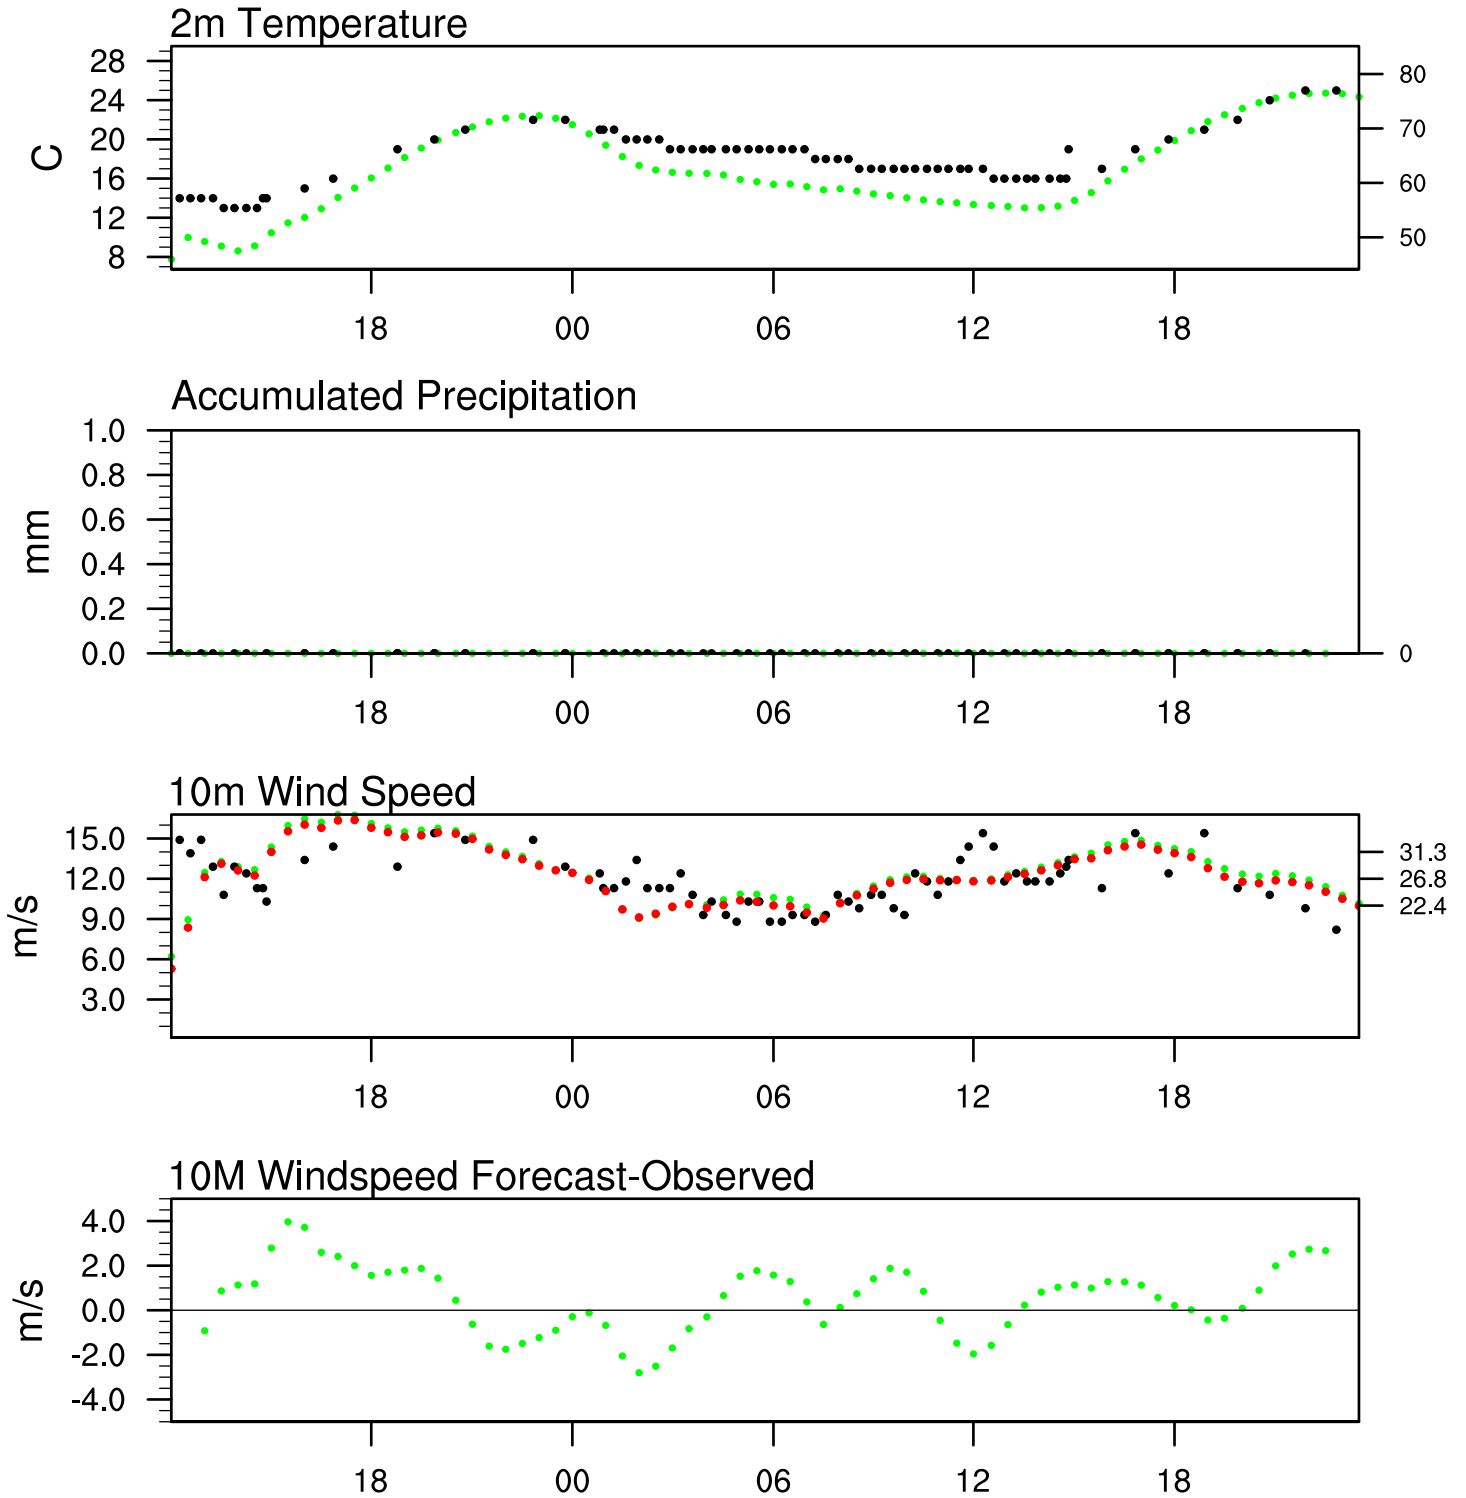 2m Temperature
28
24
20
16
12
8
C
80
70
60
50
18 00 06 12 18
Accumulated Precipitation
1.0
0.8
0.6
0.4
0.2
0.0
mm
0
18 00 06 12 18
10m Wind Speed
15.0
12.0
9.0
6.0
3.0
m/s
31.3
26.8
22.4
18 00 06 12 18
10M Windspeed Forecast-Observed
4.0
2.0
0.0
-2.0
-4.0
m/s
18 00 06 12 18